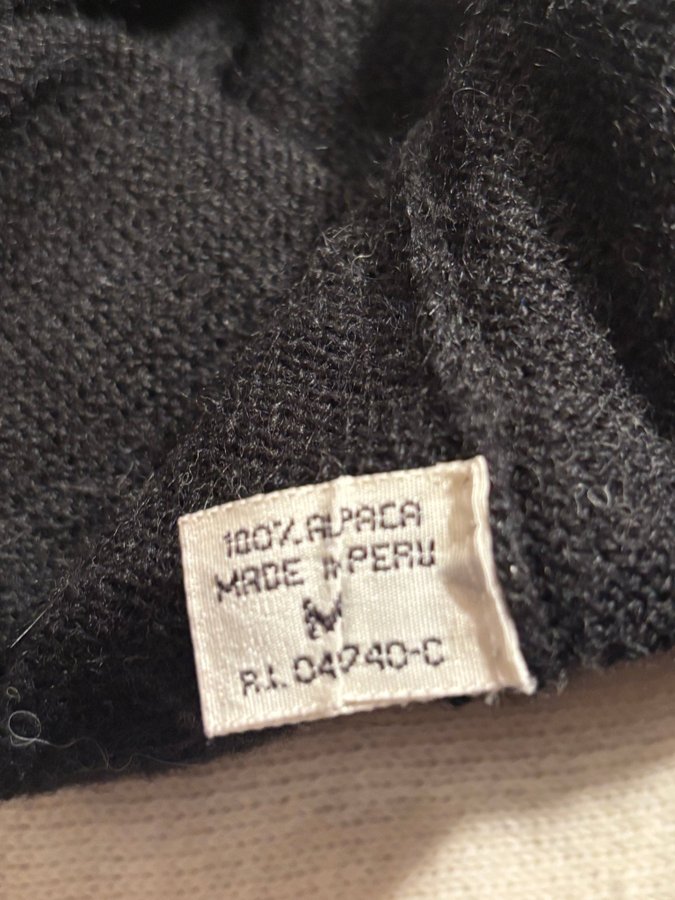 100% ALPACA
MADE IN PERU
M
R.I. 04740-C